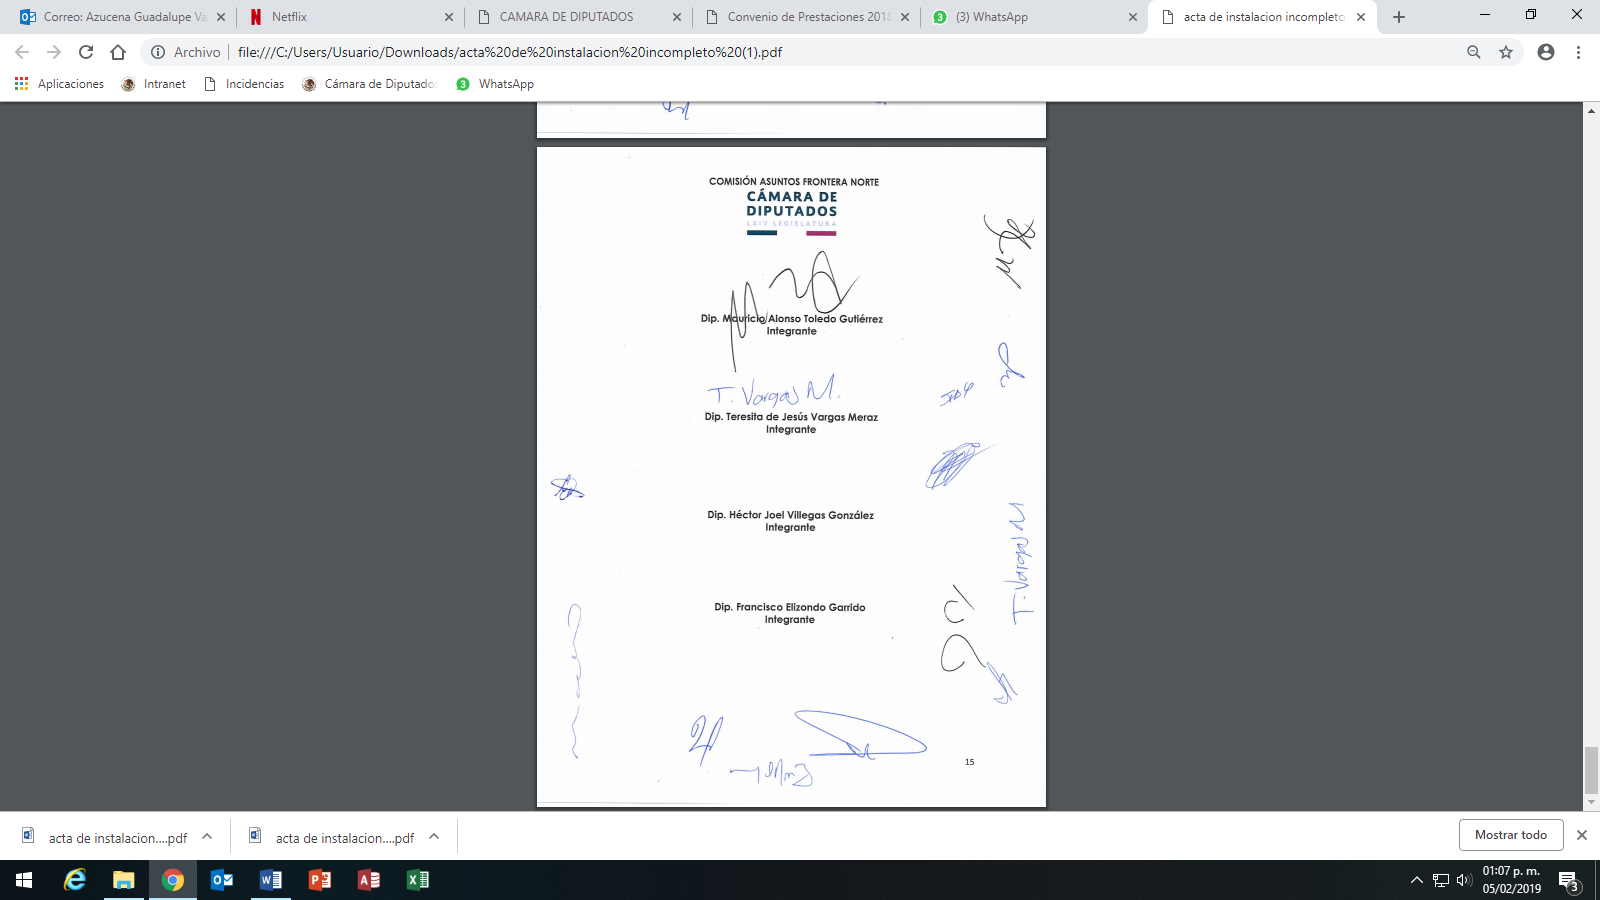 Correo: Azucena Guadalupe Va
Netflix
CAMARA DE DIPUTADOS
Convenio de Prestaciones 2018
(3) WhatsApp
acta de instalacion incompleto
Archivo
file:///C:/Users/Usuario/Downloads/acta%20de%20instalacion%20incompleto%20(1).pdf
Aplicaciones
Intranet
Incidencias
Cámara de Diputado
3
WhatsApp
COMISIÓN ASUNTOS FRONTERA NORTE
CÁMARA DE
DIPUTADOS
LXIV LEGISLATURA
Dip. Mauricio Alonso Toledo Gutiérrez
Integrante
T. Vargas M.
Dip. Teresita de Jesús Vargas Meraz
Integrante
Dip. Héctor Joel Villegas González
Integrante
T. Vargas M
Dip. Francisco Elizondo Garrido
Integrante
15
acta de instalacion....pdf
acta de instalacion....pdf
Mostrar todo
01:07 p. m.
05/02/2019
3